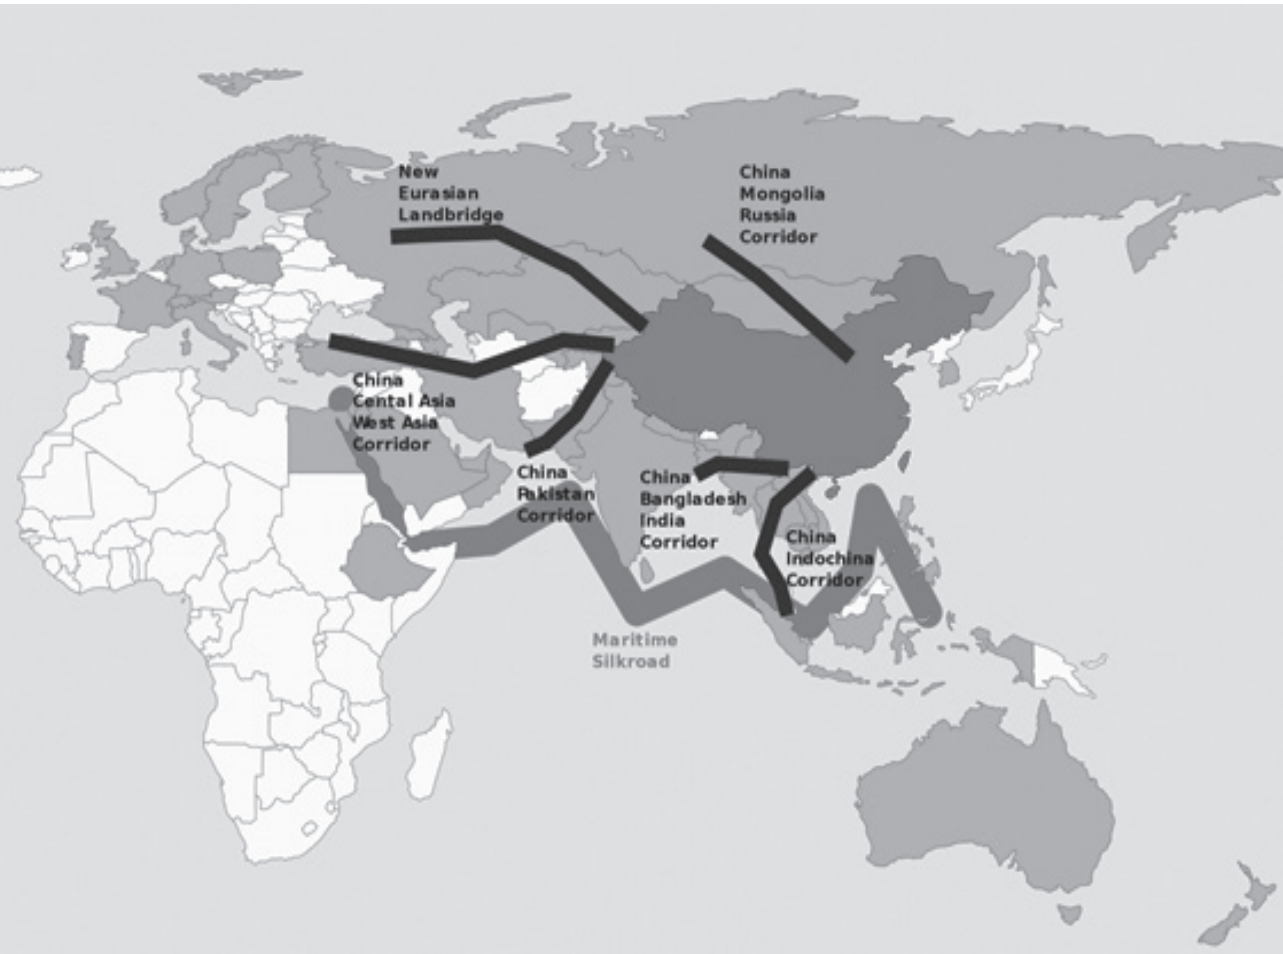 New
Eurasian
Landbridge
China
Mongolia
Russia
Corridor
China
Cental Asia
West Asia
Corridor
China
Pakistan
Corridor
China
Bangladesh
India
Corridor
China
Indochina
Corridor
Maritime
Silkroad